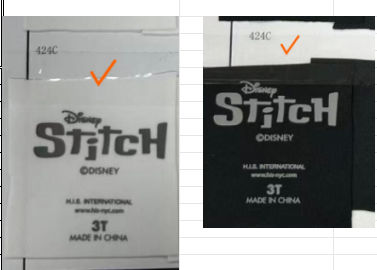 424C
Disney
STiTCH
©DISNEY
H.I.S. INTERNATIONAL
www.his-nyc.com
3T
MADE IN CHINA
424C
Disney
STiTCH
©DISNEY
H.I.S. INTERNATIONAL
www.his-nyc.com
3T
MADE IN CHINA